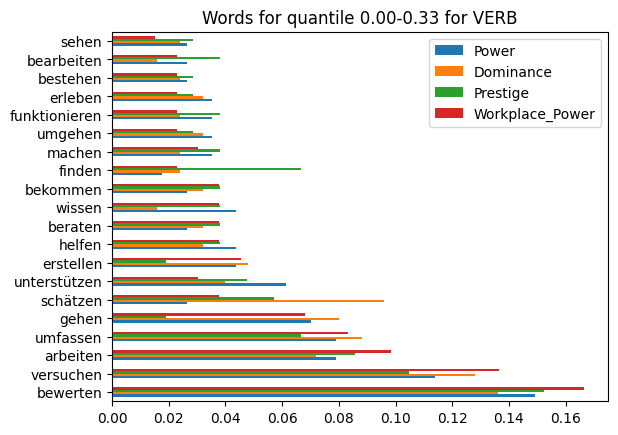 Words for quantile 0.00-0.33 for VERB
sehen
bearbeiten
bestehen
erleben
funktionieren
umgehen
machen
finden
bekommen
wissen
beraten
helfen
erstellen
unterstützen
schätzen
gehen
umfassen
arbeiten
versuchen
bewerten
Power
Dominance
Prestige
Workplace_Power
0.00 0.02 0.04 0.06 0.08 0.10 0.12 0.14 0.16